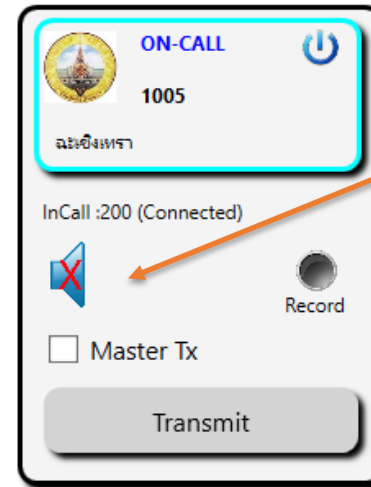 ON-CALL
1005
ฉะเชิงเทรา
InCall :200 (Connected)
Record
Master Tx
Transmit